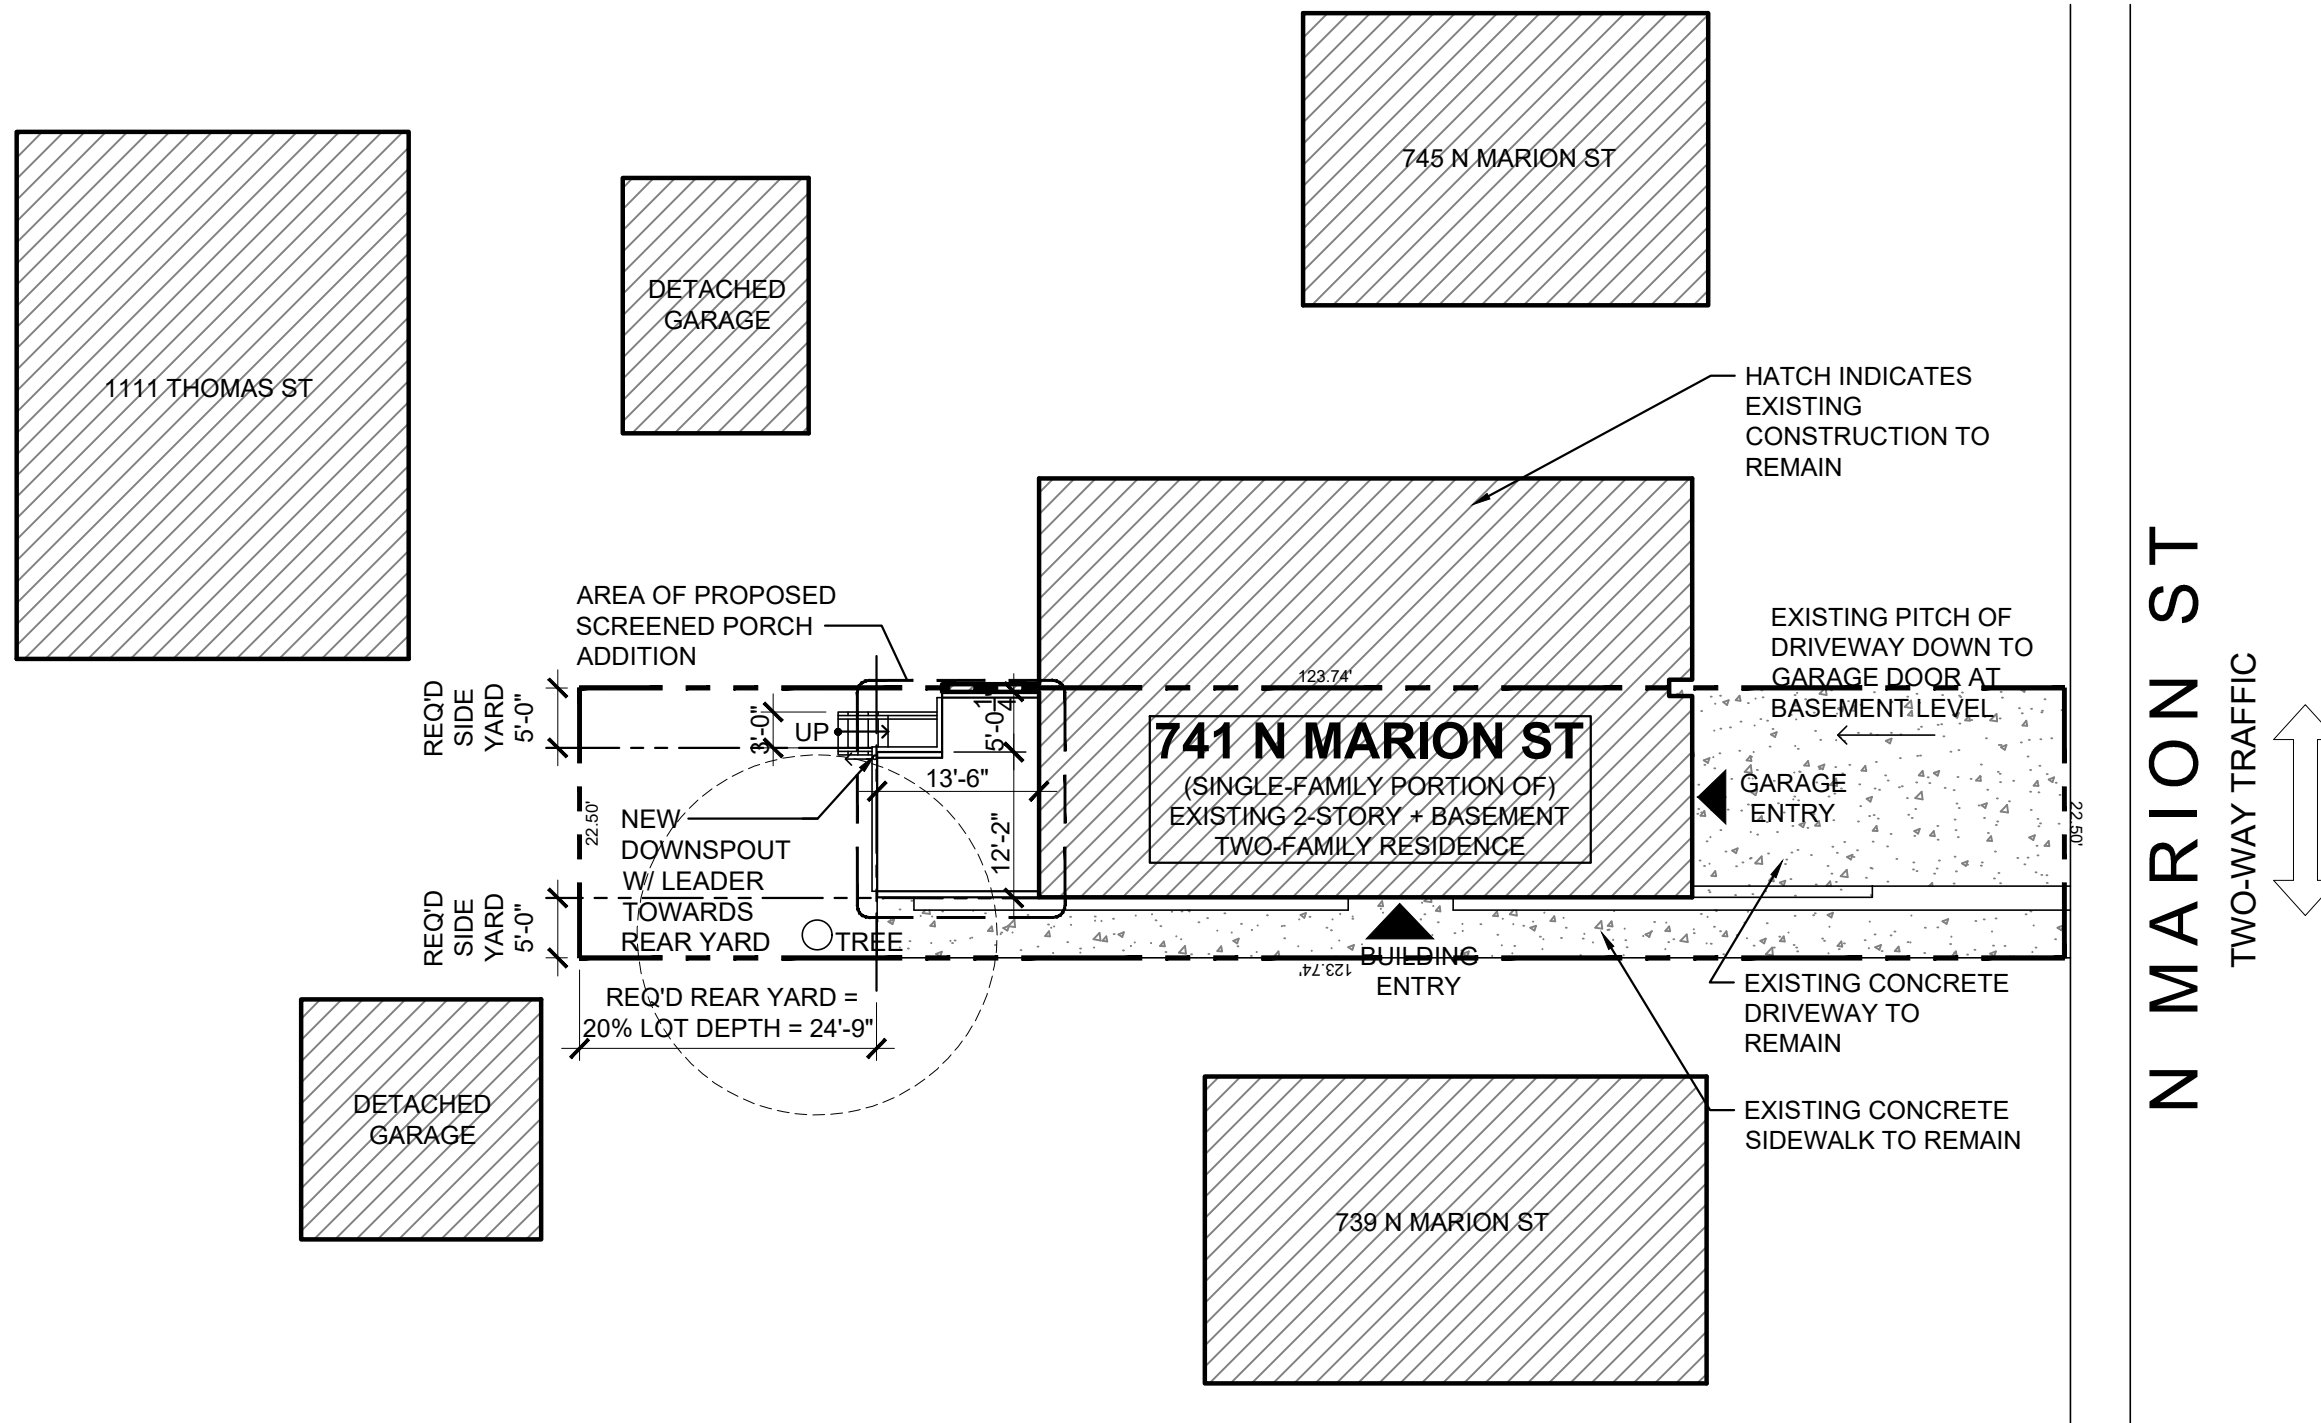 745 N MARION ST
DETACHED
GARAGE
1111 THOMAS ST
HATCH INDICATES
EXISTING
CONSTRUCTION TO
REMAIN
AREA OF PROPOSED
SCREENED PORCH
ADDITION
EXISTING PITCH OF
DRIVEWAY DOWN TO
GARAGE DOOR AT
BASEMENT LEVEL
REQ'D
SIDE
YARD
5'-0"
123.74'
3'-0"
UP
5'-0"
13'-6"
12'-2"
741 N MARION ST
(SINGLE-FAMILY PORTION OF)
EXISTING 2-STORY + BASEMENT
TWO-FAMILY RESIDENCE
GARAGE
ENTRY
22.50'
22.50'
NEW
DOWNSPOUT
W/ LEADER
TOWARDS
REAR YARD
TREE
REQ'D
SIDE
YARD
5'-0"
BUILDING
ENTRY
123.74'
REQ'D REAR YARD =
20% LOT DEPTH = 24'-9"
EXISTING CONCRETE
DRIVEWAY TO
REMAIN
EXISTING CONCRETE
SIDEWALK TO REMAIN
DETACHED
GARAGE
739 N MARION ST
N MARION ST
TWO-WAY TRAFFIC